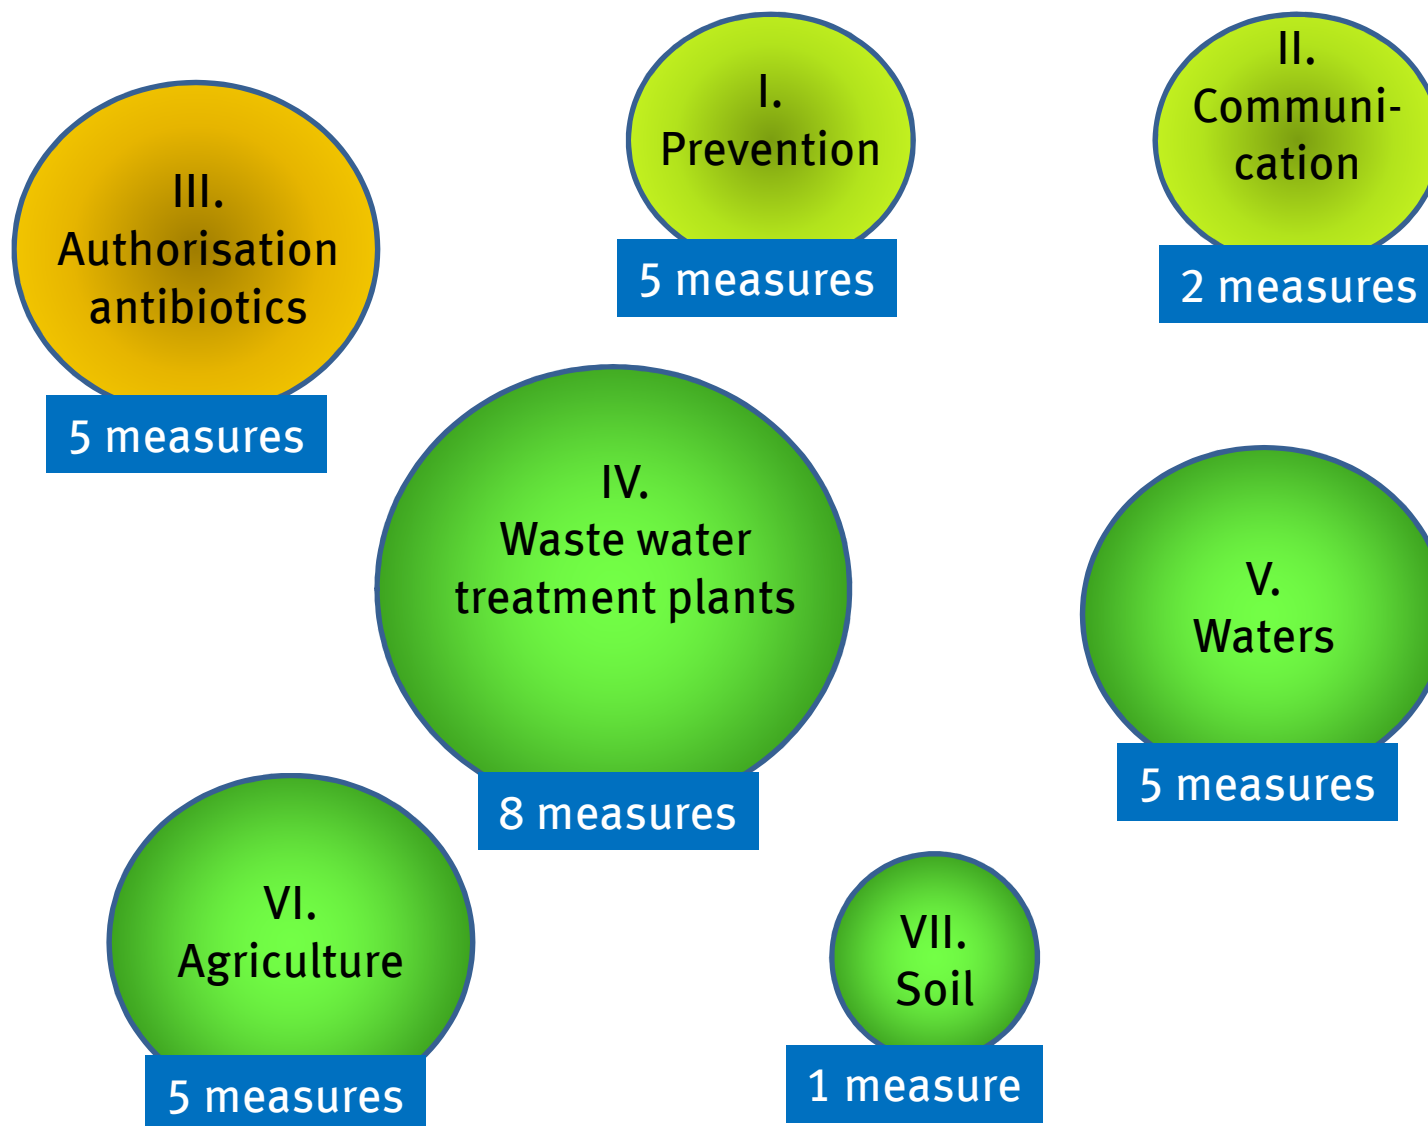 I.
Prevention
5 measures
II.
Communi-
cation
2 measures
III.
Authorisation
antibiotics
5 measures
IV.
Waste water
treatment plants
8 measures
V.
Waters
5 measures
VI.
Agriculture
5 measures
VII.
Soil
1 measure